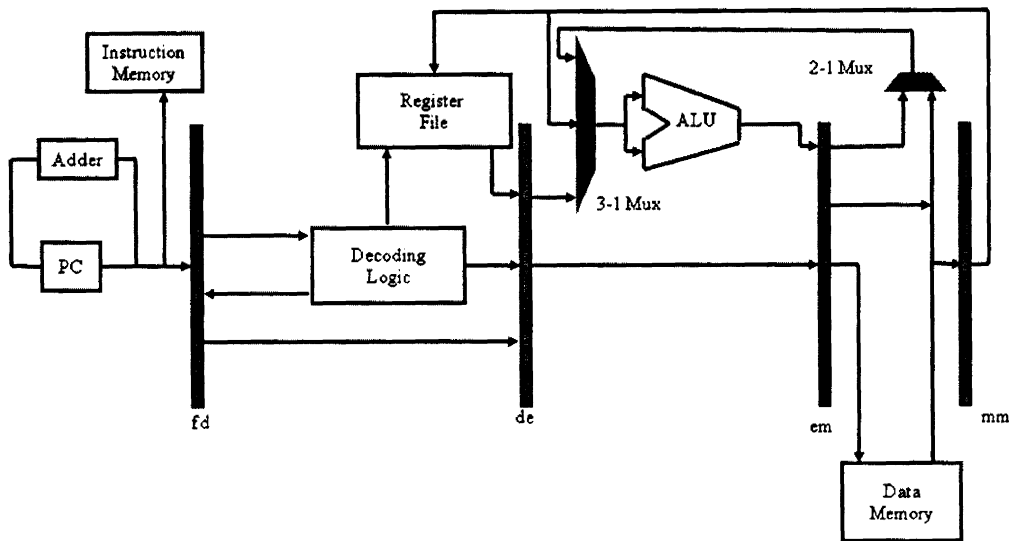 Instruction
Memory
2-1 Mux
Register
File
ALU
Adder
3-1 Mux
PC
Decoding
Logic
fd
de
em
mm
Data
Memory